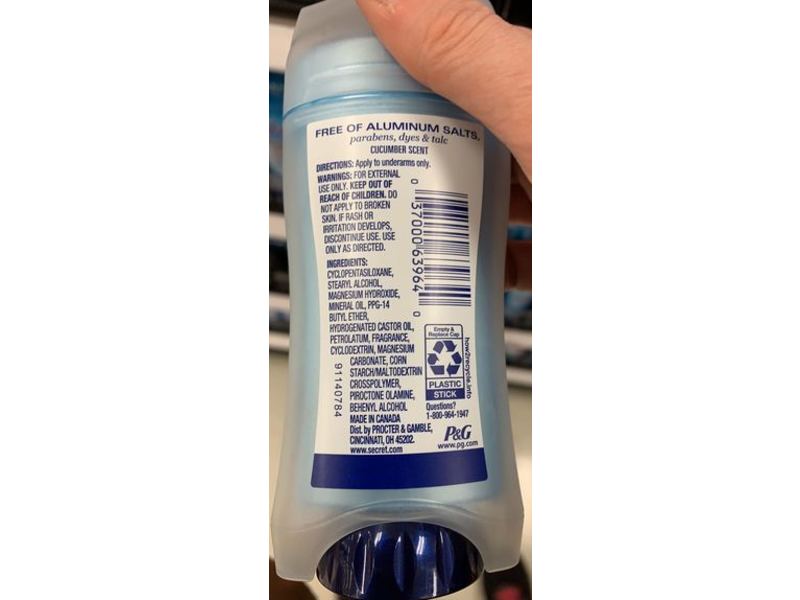 FREE OF ALUMINUM SALTS,
parabens, dyes & talc
CUCUMBER SCENT
DIRECTIONS: Apply to underarms only.
WARNINGS: FOR EXTERNAL
USE ONLY. KEEP OUT OF
REACH OF CHILDREN. DO
NOT APPLY TO BROKEN
SKIN. IF RASH OR
IRRITATION DEVELOPS,
DISCONTINUE USE. USE
ONLY AS DIRECTED.
INGREDIENTS:
CYCLOPENTASILOXANE,
STEARYL ALCOHOL,
MAGNESIUM HYDROXIDE,
MINERAL OIL, PPG-14
BUTYL ETHER,
HYDROGENATED CASTOR OIL,
PETROLATUM, FRAGRANCE,
CYCLODEXTRIN, MAGNESIUM
CARBONATE, CORN
STARCH/MALTODEXTRIN
CROSSPOLYMER,
PIROCTONE OLAMINE,
BEHENYL ALCOHOL
MADE IN CANADA
Dist. by PROCTER & GAMBLE,
CINCINNATI, OH 45202.
www.secret.com
91140784
0 37000 63964 0
Empty &
Replace Cap
PLASTIC
STICK
how2recycle.info
Questions?
1-800-964-1947
P&G
www.pg.com